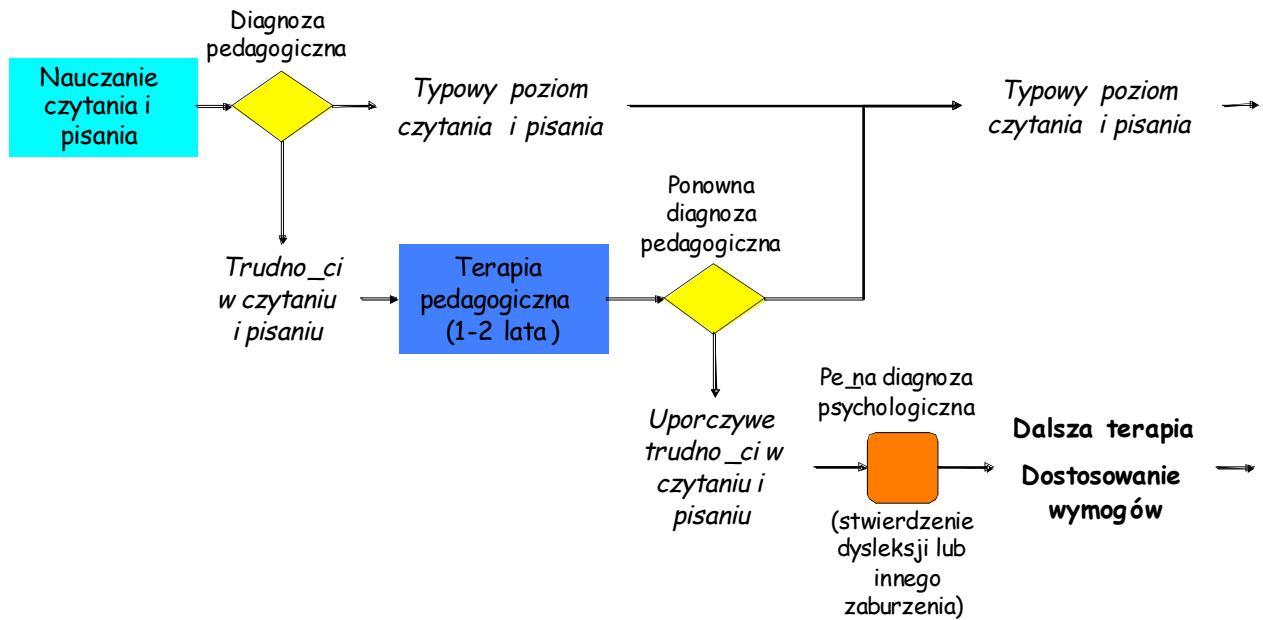 Diagnoza
pedagogiczna
Nauczanie
czytania i
pisania
Typowy poziom
czytania i pisania
Typowy poziom
czytania i pisania
Ponowna
diagnoza
pedagogiczna
Trudno_ci
w czytaniu
i pisaniu
Terapia
pedagogiczna
(1-2 lata)
Pe_na diagnoza
psychologiczna
Uporczywe
trudno_ci w
czytaniu i
pisaniu
Dalsza terapia
Dostosowanie
wymogów
(stwierdzenie
dysleksji lub
innego
zaburzenia)